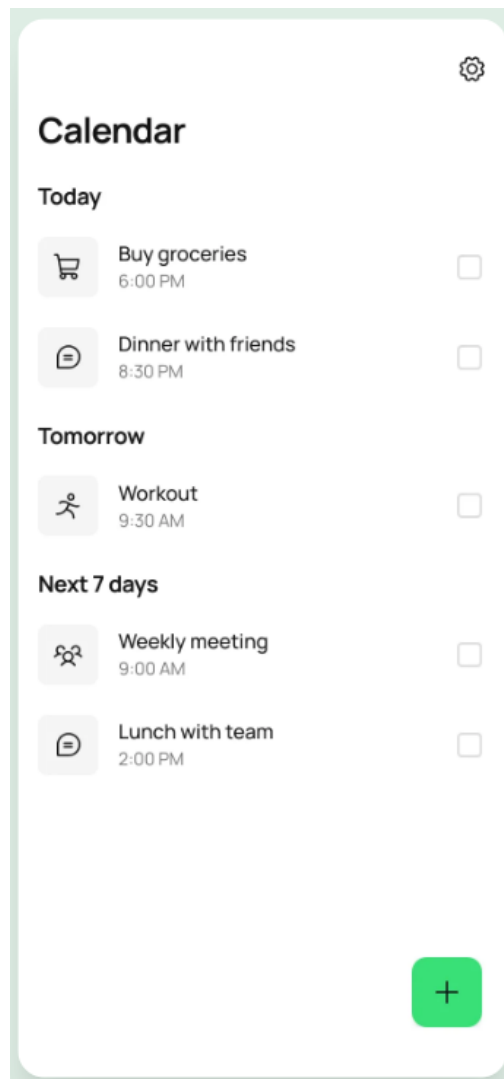 Calendar
Today
Buy groceries
6:00 PM
Dinner with friends
8:30 PM
Tomorrow
Workout
9:30 AM
Next 7 days
Weekly meeting
9:00 AM
Lunch with team
2:00 PM